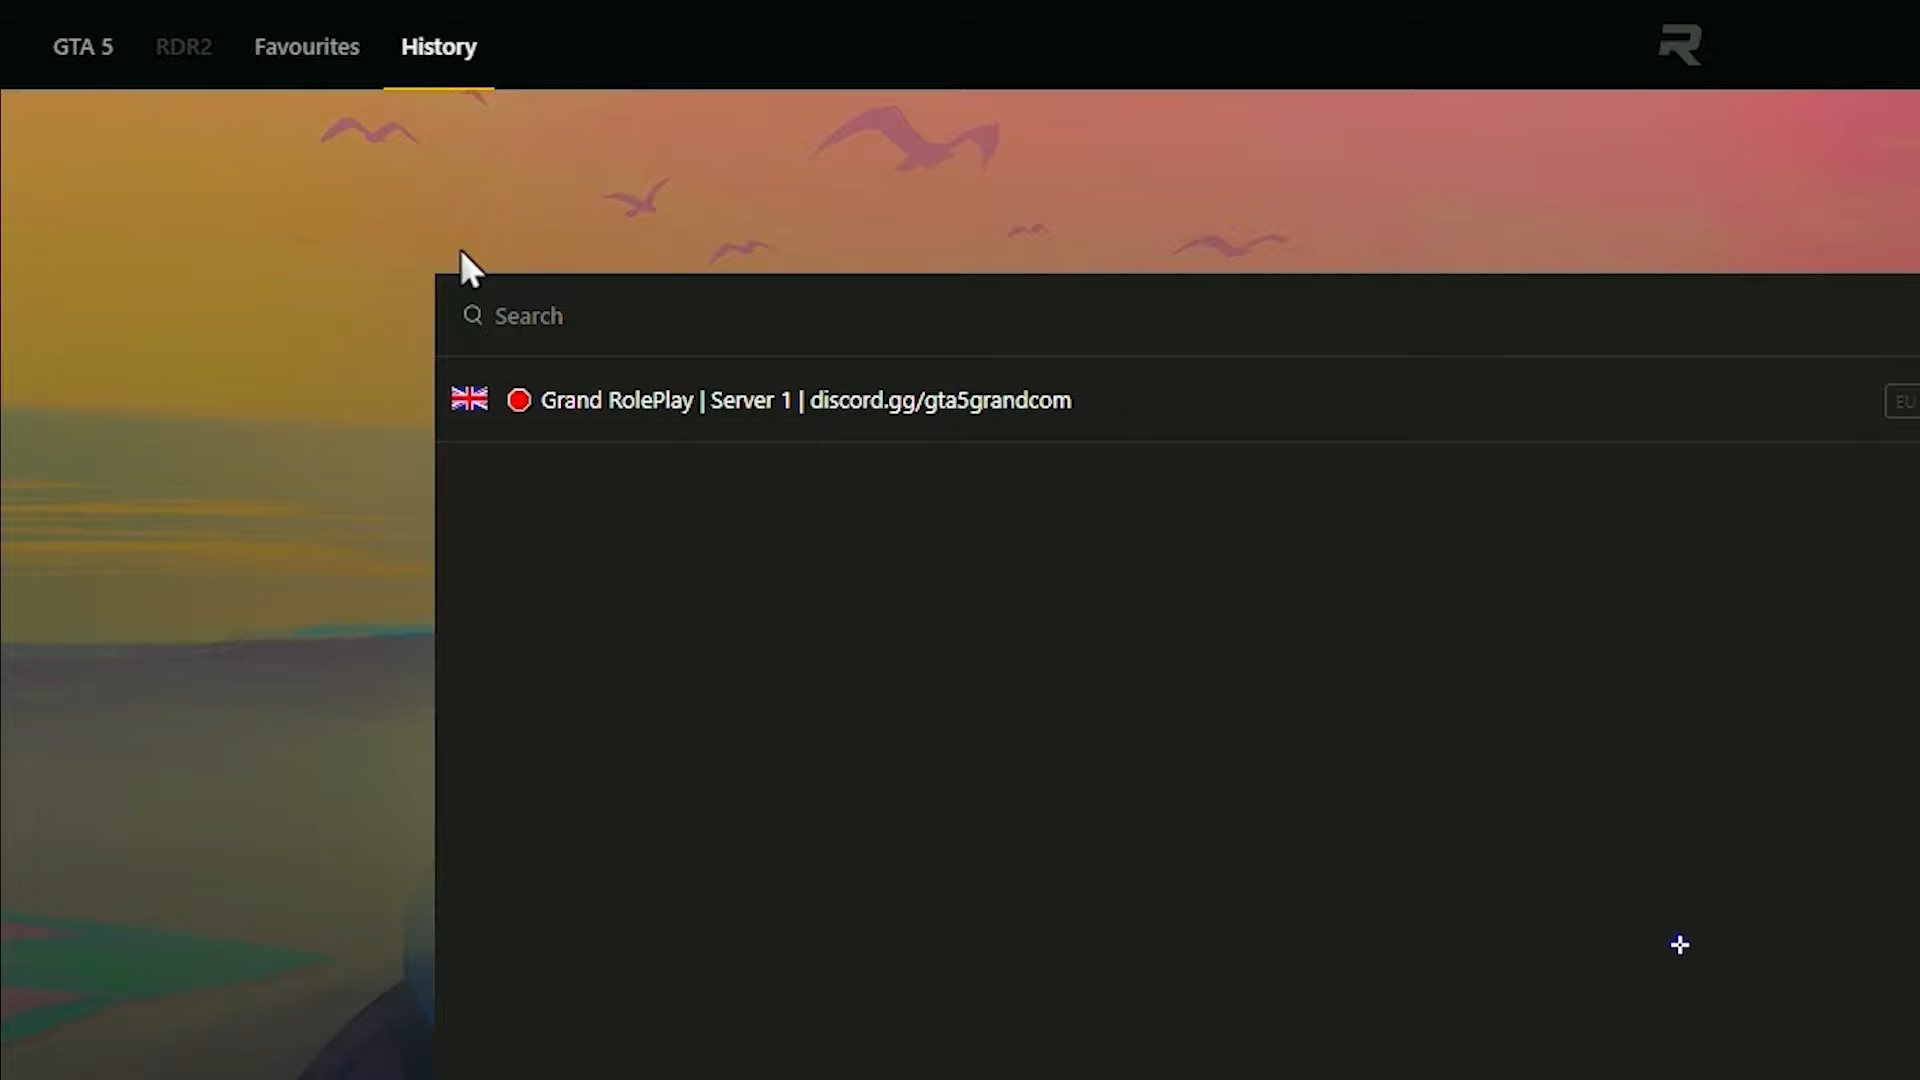 GTA 5 RDR2 Favourites History
Search
Grand RolePlay | Server 1 | discord.gg/gta5grandcom
EU